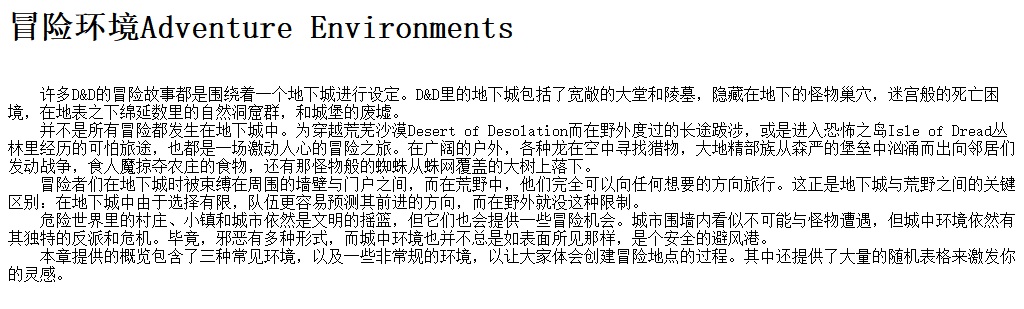 冒险环境Adventure Environments
许多D&D的冒险故事都是围绕着一个地下城进行设定。D&D里的地下城包括了宽敞的大堂和陵墓，隐藏在地下的怪物巢穴，迷宫般的死亡困
境，在地表之下绵延数里的自然洞窟群，和城堡的废墟。
并不是所有冒险都发生在地下城中。为穿越荒芜沙漠Desert of Desolation而在野外度过的长途跋涉，或是进入恐怖之岛Isle of Dread丛
林里经历的可怕旅途，也都是一场激动人心的冒险之旅。在广阔的户外，各种龙在空中寻找猎物，大地精部族从森严的堡垒中汹涌而出向邻居们
发动战争，食人魔掠夺农庄的食物，还有那怪物般的蜘蛛从蛛网覆盖的大树上落下。
冒险者们在地下城时被束缚在周围的墙壁与门户之间，而在荒野中，他们完全可以向任何想要的方向旅行。这正是地下城与荒野之间的关键
区别：在地下城中由于选择有限，队伍更容易预测其前进的方向，而在野外就没这种限制。
危险世界里的村庄、小镇和城市依然是文明的摇篮，但它们也会提供一些冒险机会。城市围墙内看似不可能与怪物遭遇，但城中环境依然有
其独特的反派和危机。毕竟，邪恶有多种形式，而城中环境也并不总是如表面所见那样，是个安全的避风港。
本章提供的概览包含了三种常见环境，以及一些非常规的环境，以让大家体会创建冒险地点的过程。其中还提供了大量的随机表格来激发你
的灵感。